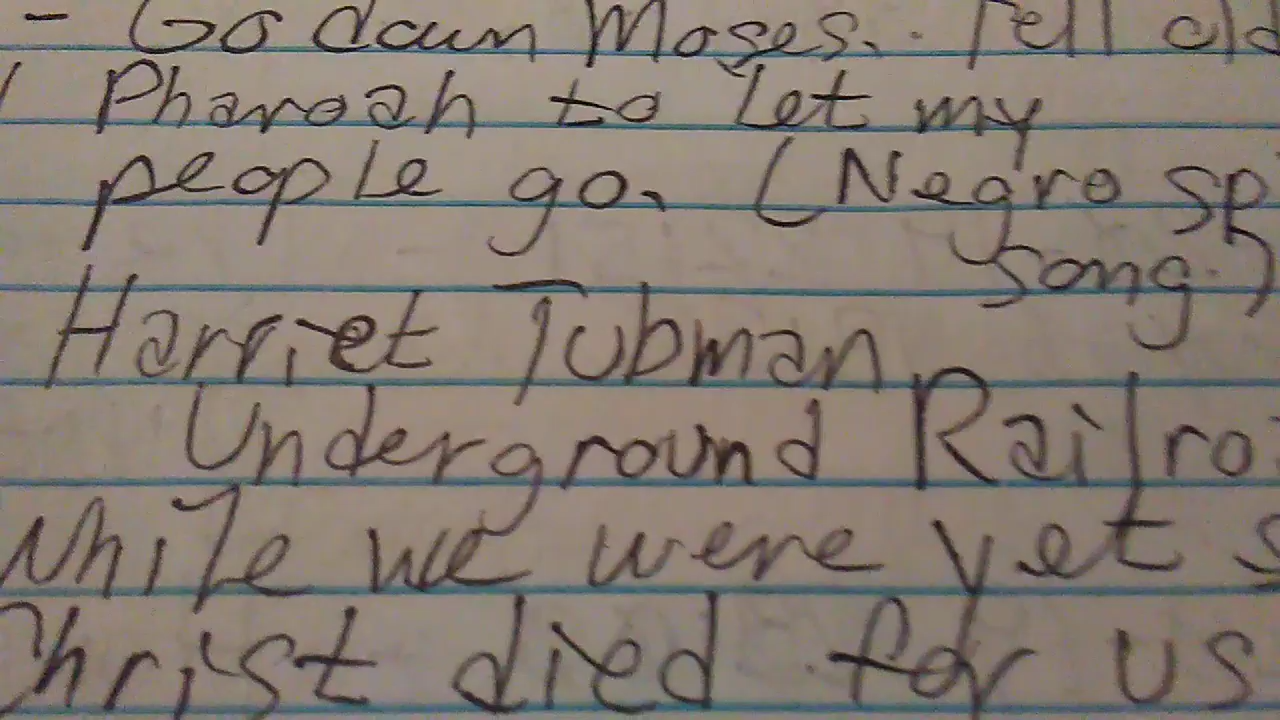 - Go down Moses. Tell old
Pharoah to let my
people go. (Negro sp
song.)
Harriet Tubman
Underground Railro
While we were yet s
Christ died for us